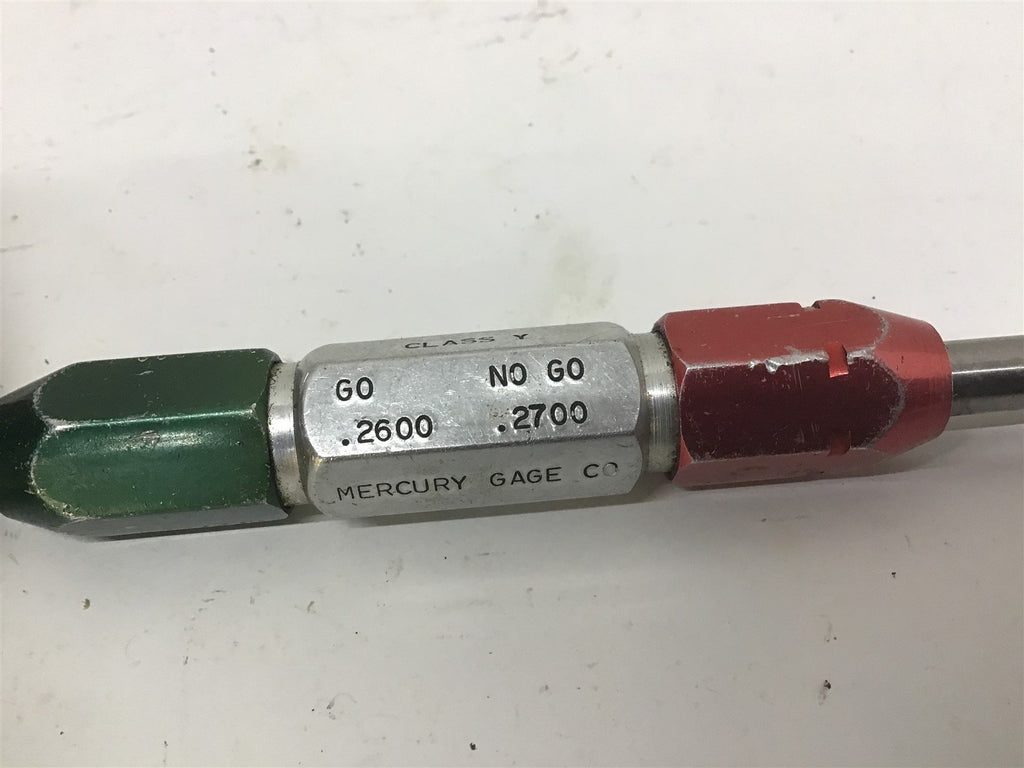 CLASS Y
GO NO GO
.2600 .2700
MERCURY GAGE CO